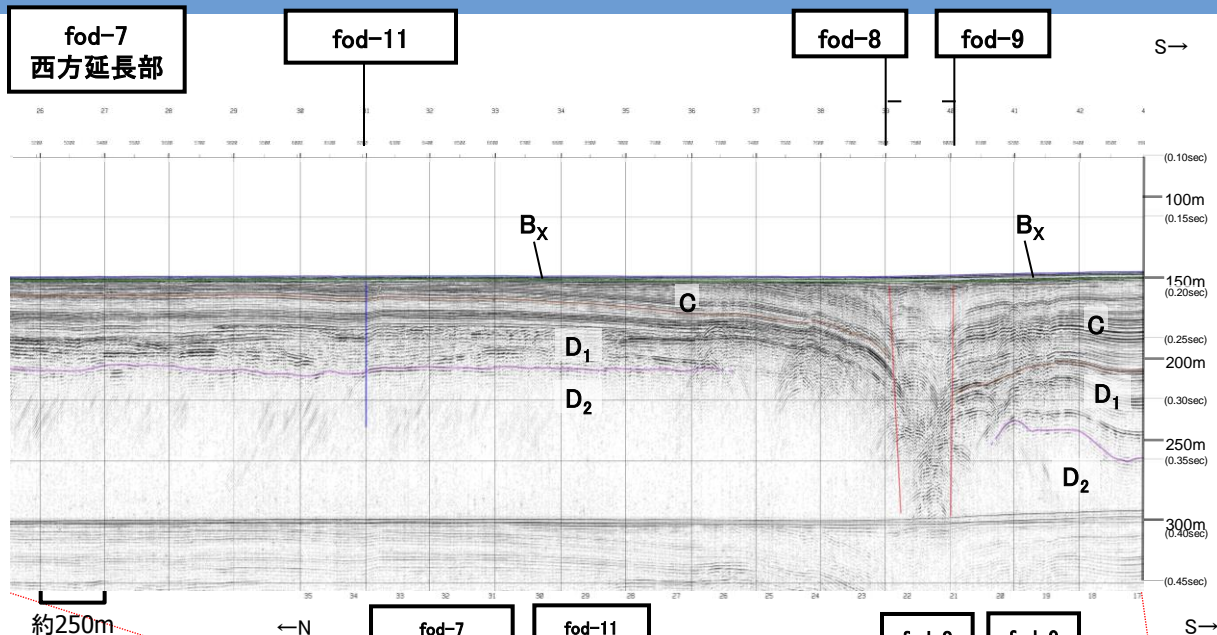 fod-7
西方延長部
fod-11
fod-8
fod-9
S→
26 27 28 29 30 31 32 33 34 35 36 37 38 39 40 41 42 4
(0.10sec)
100m
(0.15sec)
BX
BX
150m
(0.20sec)
C
C
(0.25sec)
D1
200m
D2
D1
(0.30sec)
250m
(0.35sec)
D2
300m
(0.40sec)
(0.45sec)
35 34 33 32 31 30 28 27 26 24 23 22 21 20 19 18 17
約250m
←N
fod-7
fod-11
S→